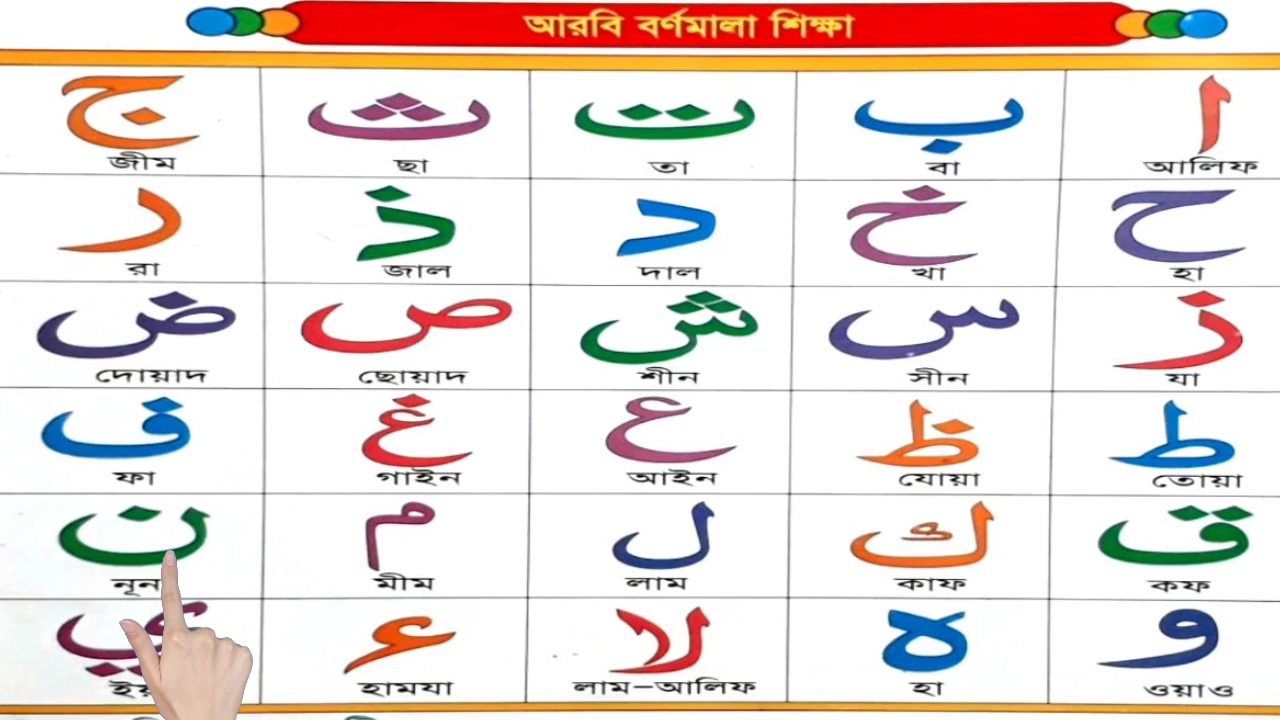 আরবি বর্ণমালা শিক্ষা
ا ب ت ث ج
আলিফ বা তা ছা জীম
ح خ د ذ ر
হা খা দাল জাল রা
ز س ش ص ض
যা সীন শীন ছোয়াদ দোয়াদ
ط ظ ع غ ف
তোয়া যোয়া আইন গাইন ফা
ق ك ل م ن
কফ কাফ লাম মীম নূন
و ه لا ء ي
ওয়াও হা লাম-আলিফ হামযা